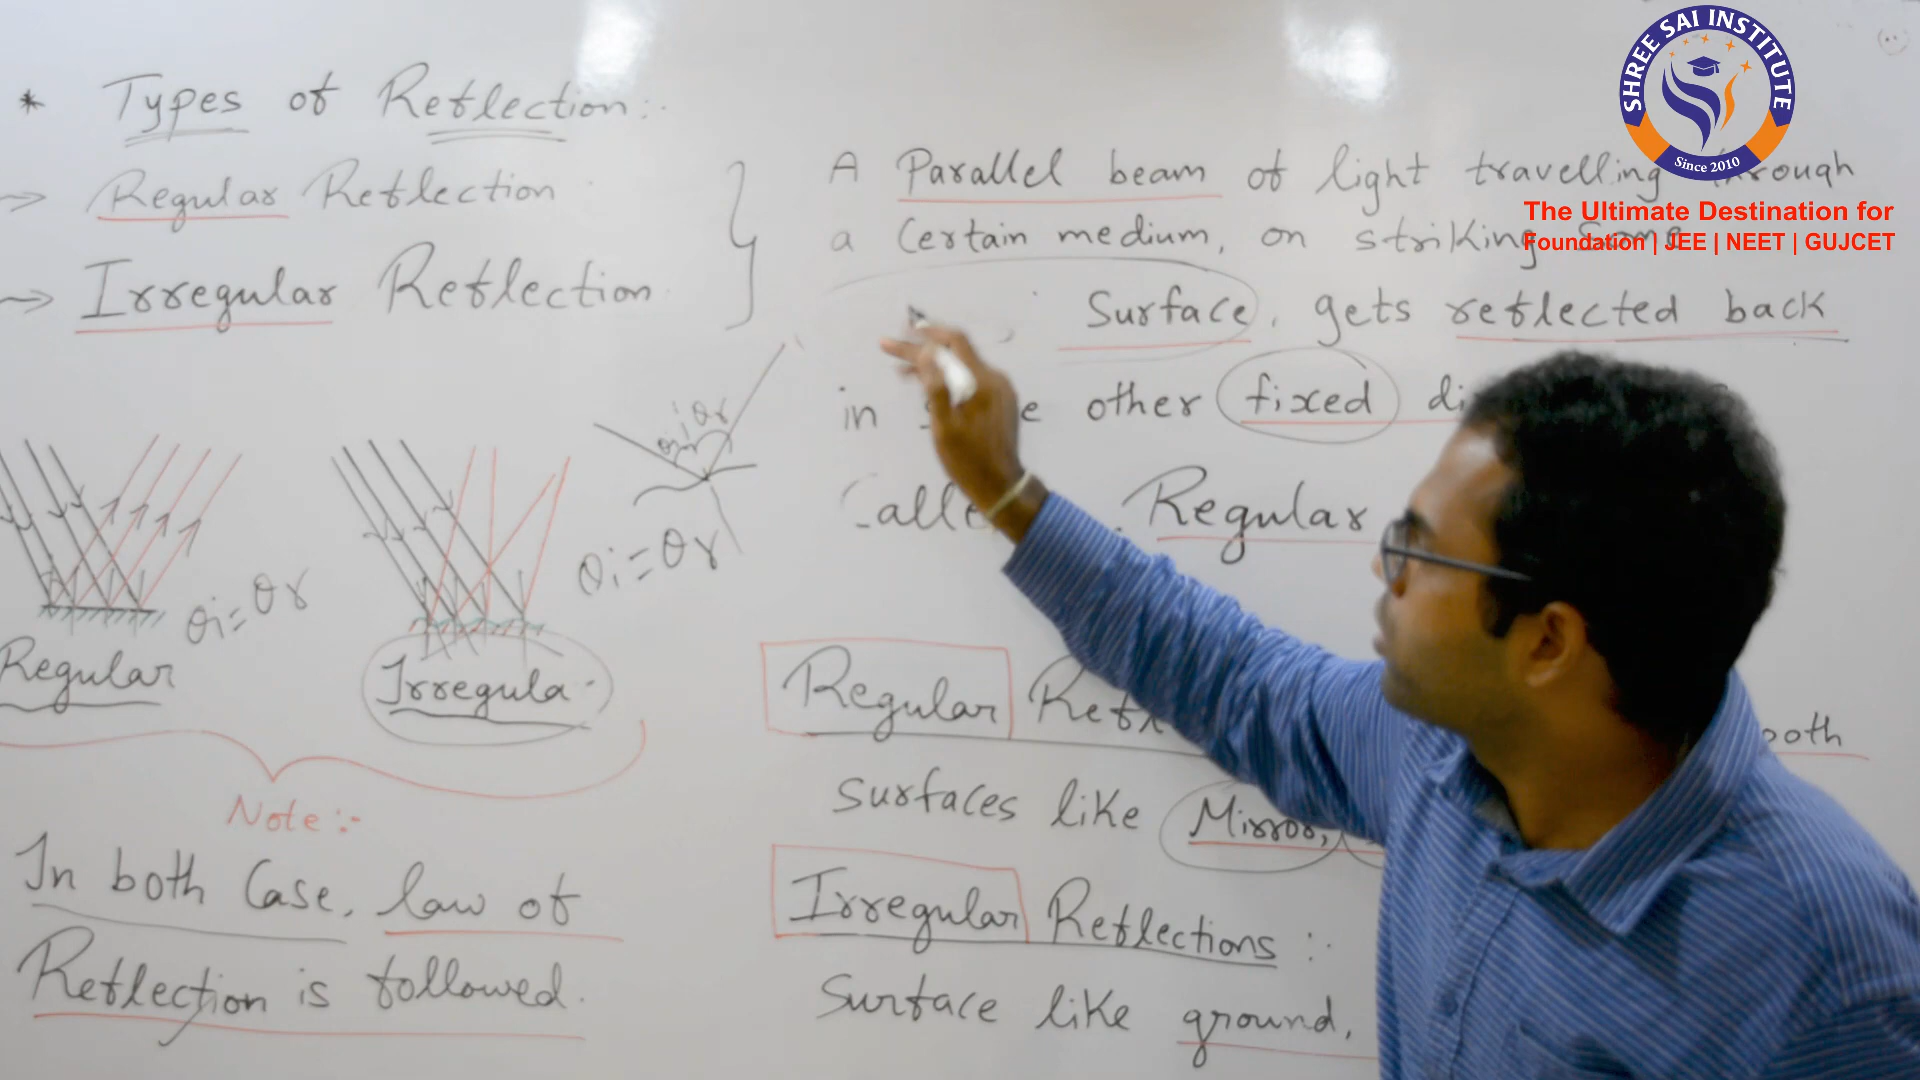 * Types of Reflection:-
→ Regular Reflection
→ Irregular Reflection
θi θr
θi = θr
θi = θr
Regular
Irregula
Note:-
In both Case, law of
Reflection is followed.
A Parallel beam of light travelling through
a Certain medium, on striking Some
Surface, gets reflected back
in other fixed
Regular
Regular
surfaces like Mirror,
Irregular Reflections :-
Surface like ground,
SHREE SAI INSTITUTE
Since 2010
The Ultimate Destination for
Foundation | JEE | NEET | GUJCET